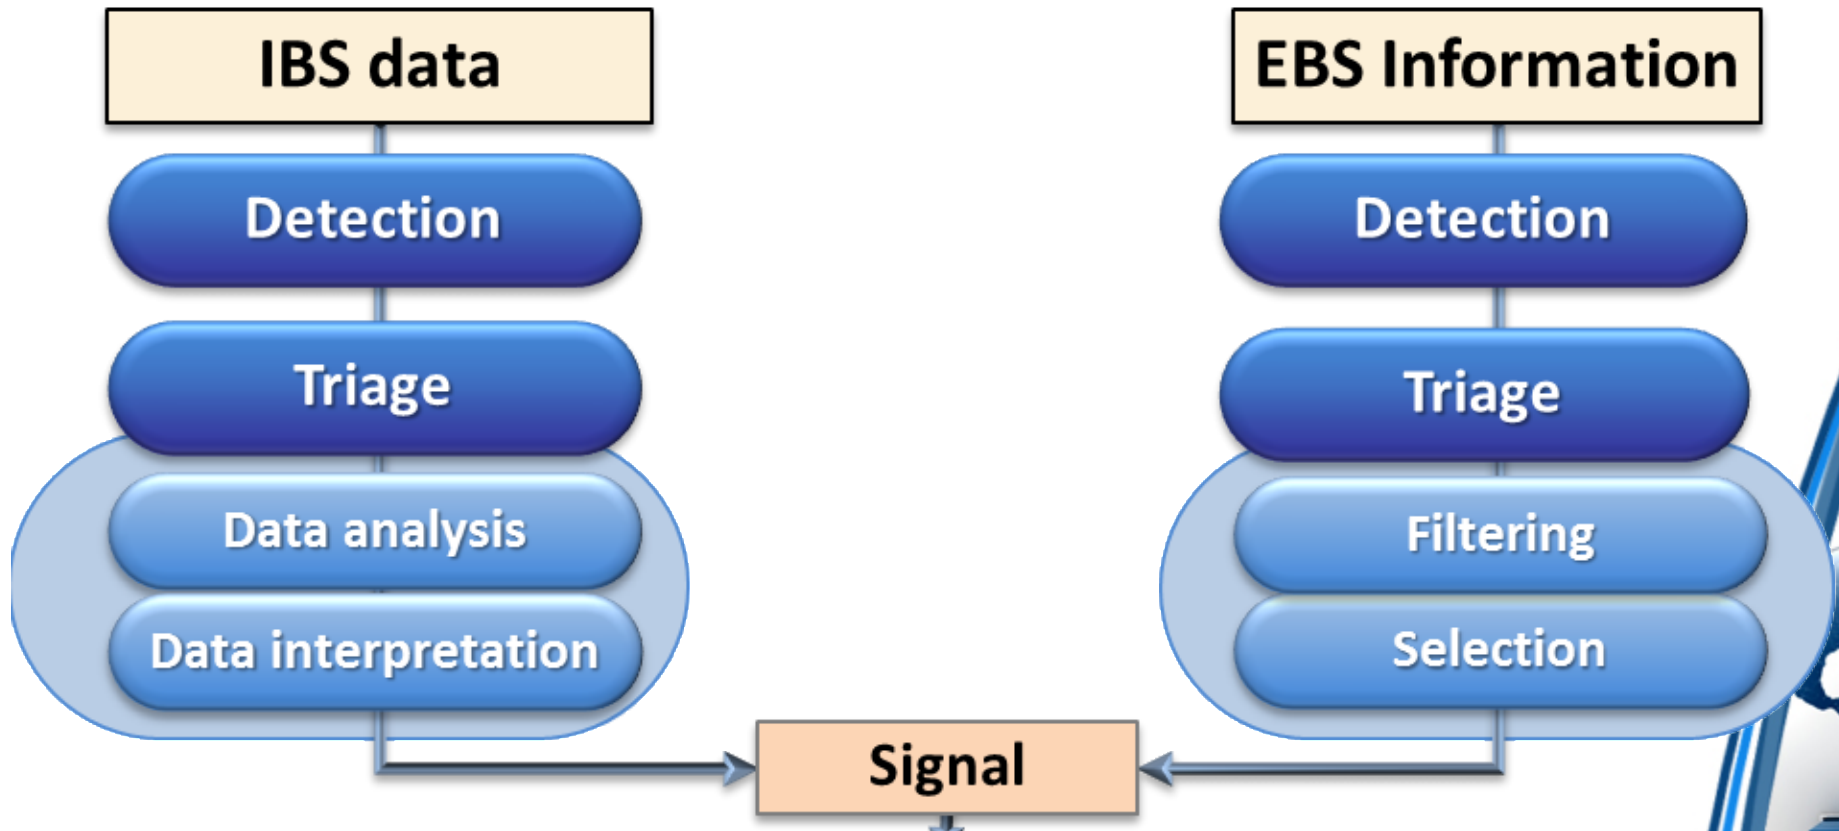 IBS data
Detection
Triage
Data analysis
Data interpretation
EBS Information
Detection
Triage
Filtering
Selection
Signal